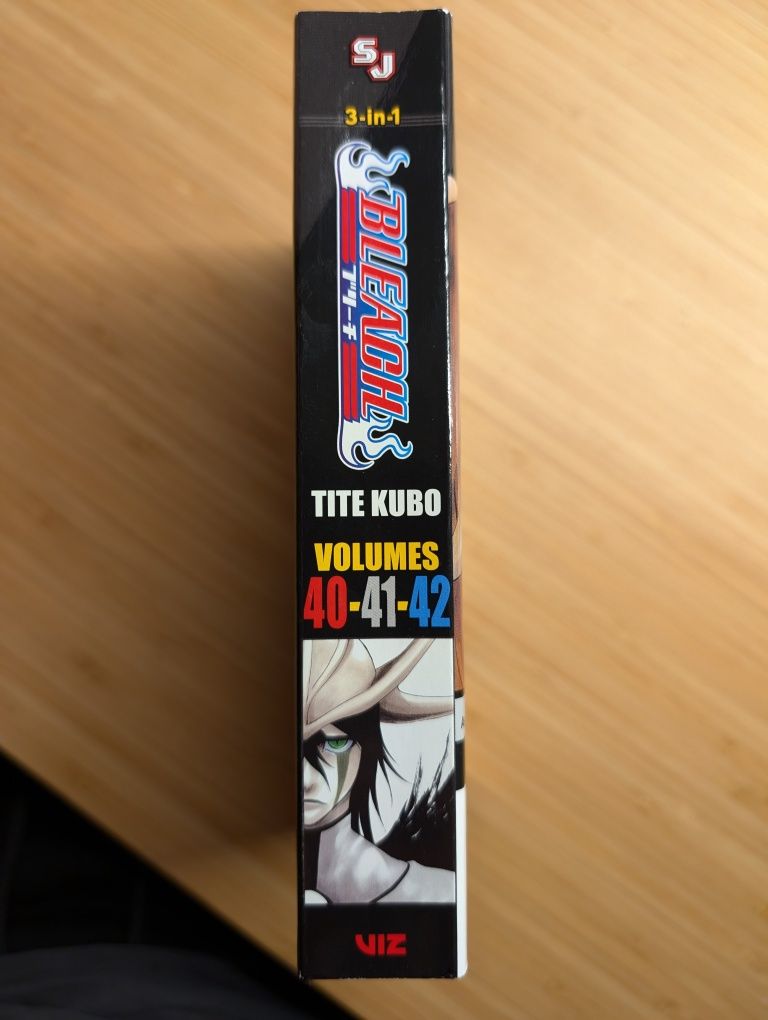 SJ
3-in-1
BLEACH
ブリーチ
TITE KUBO
VOLUMES
40-41-42
VIZ